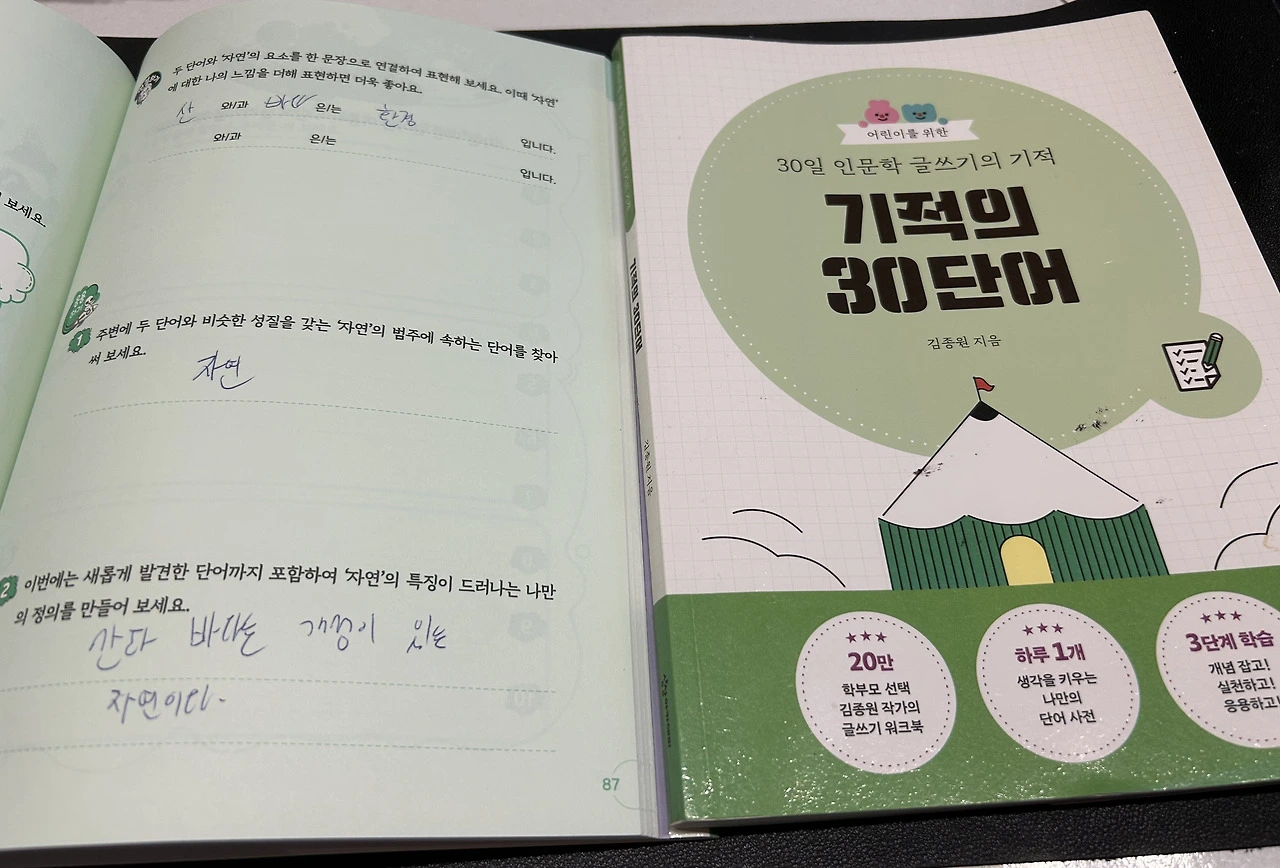 보세요.
두 단어와 '자연'의 요소를 한 문장으로 연결하여 표현해 보세요. 이때 '자연'
에 대한 나의 느낌을 더해 표현하면 더욱 좋아요.
산 와/과 바다 은/는 환경
입니다.
와/과 은/는
입니다.
1 주변에 두 단어와 비슷한 성질을 갖는 '자연'의 범주에 속하는 단어를 찾아
써 보세요.
자연
2 이번에는 새롭게 발견한 단어까지 포함하여 '자연'의 특징이 드러나는 나만
의 정의를 만들어 보세요.
바다는 있는
자연이다.
87
기적의 30단어
김종원 지음
어린이를 위한
30일 인문학 글쓰기의 기적
기적의
30단어
김종원 지음
20만
학부모 선택
김종원 작가의
글쓰기 워크북
하루 1개
생각을 키우는
나만의
단어 사전
3단계 학습
개념 잡고!
실천하고!
응용하고!